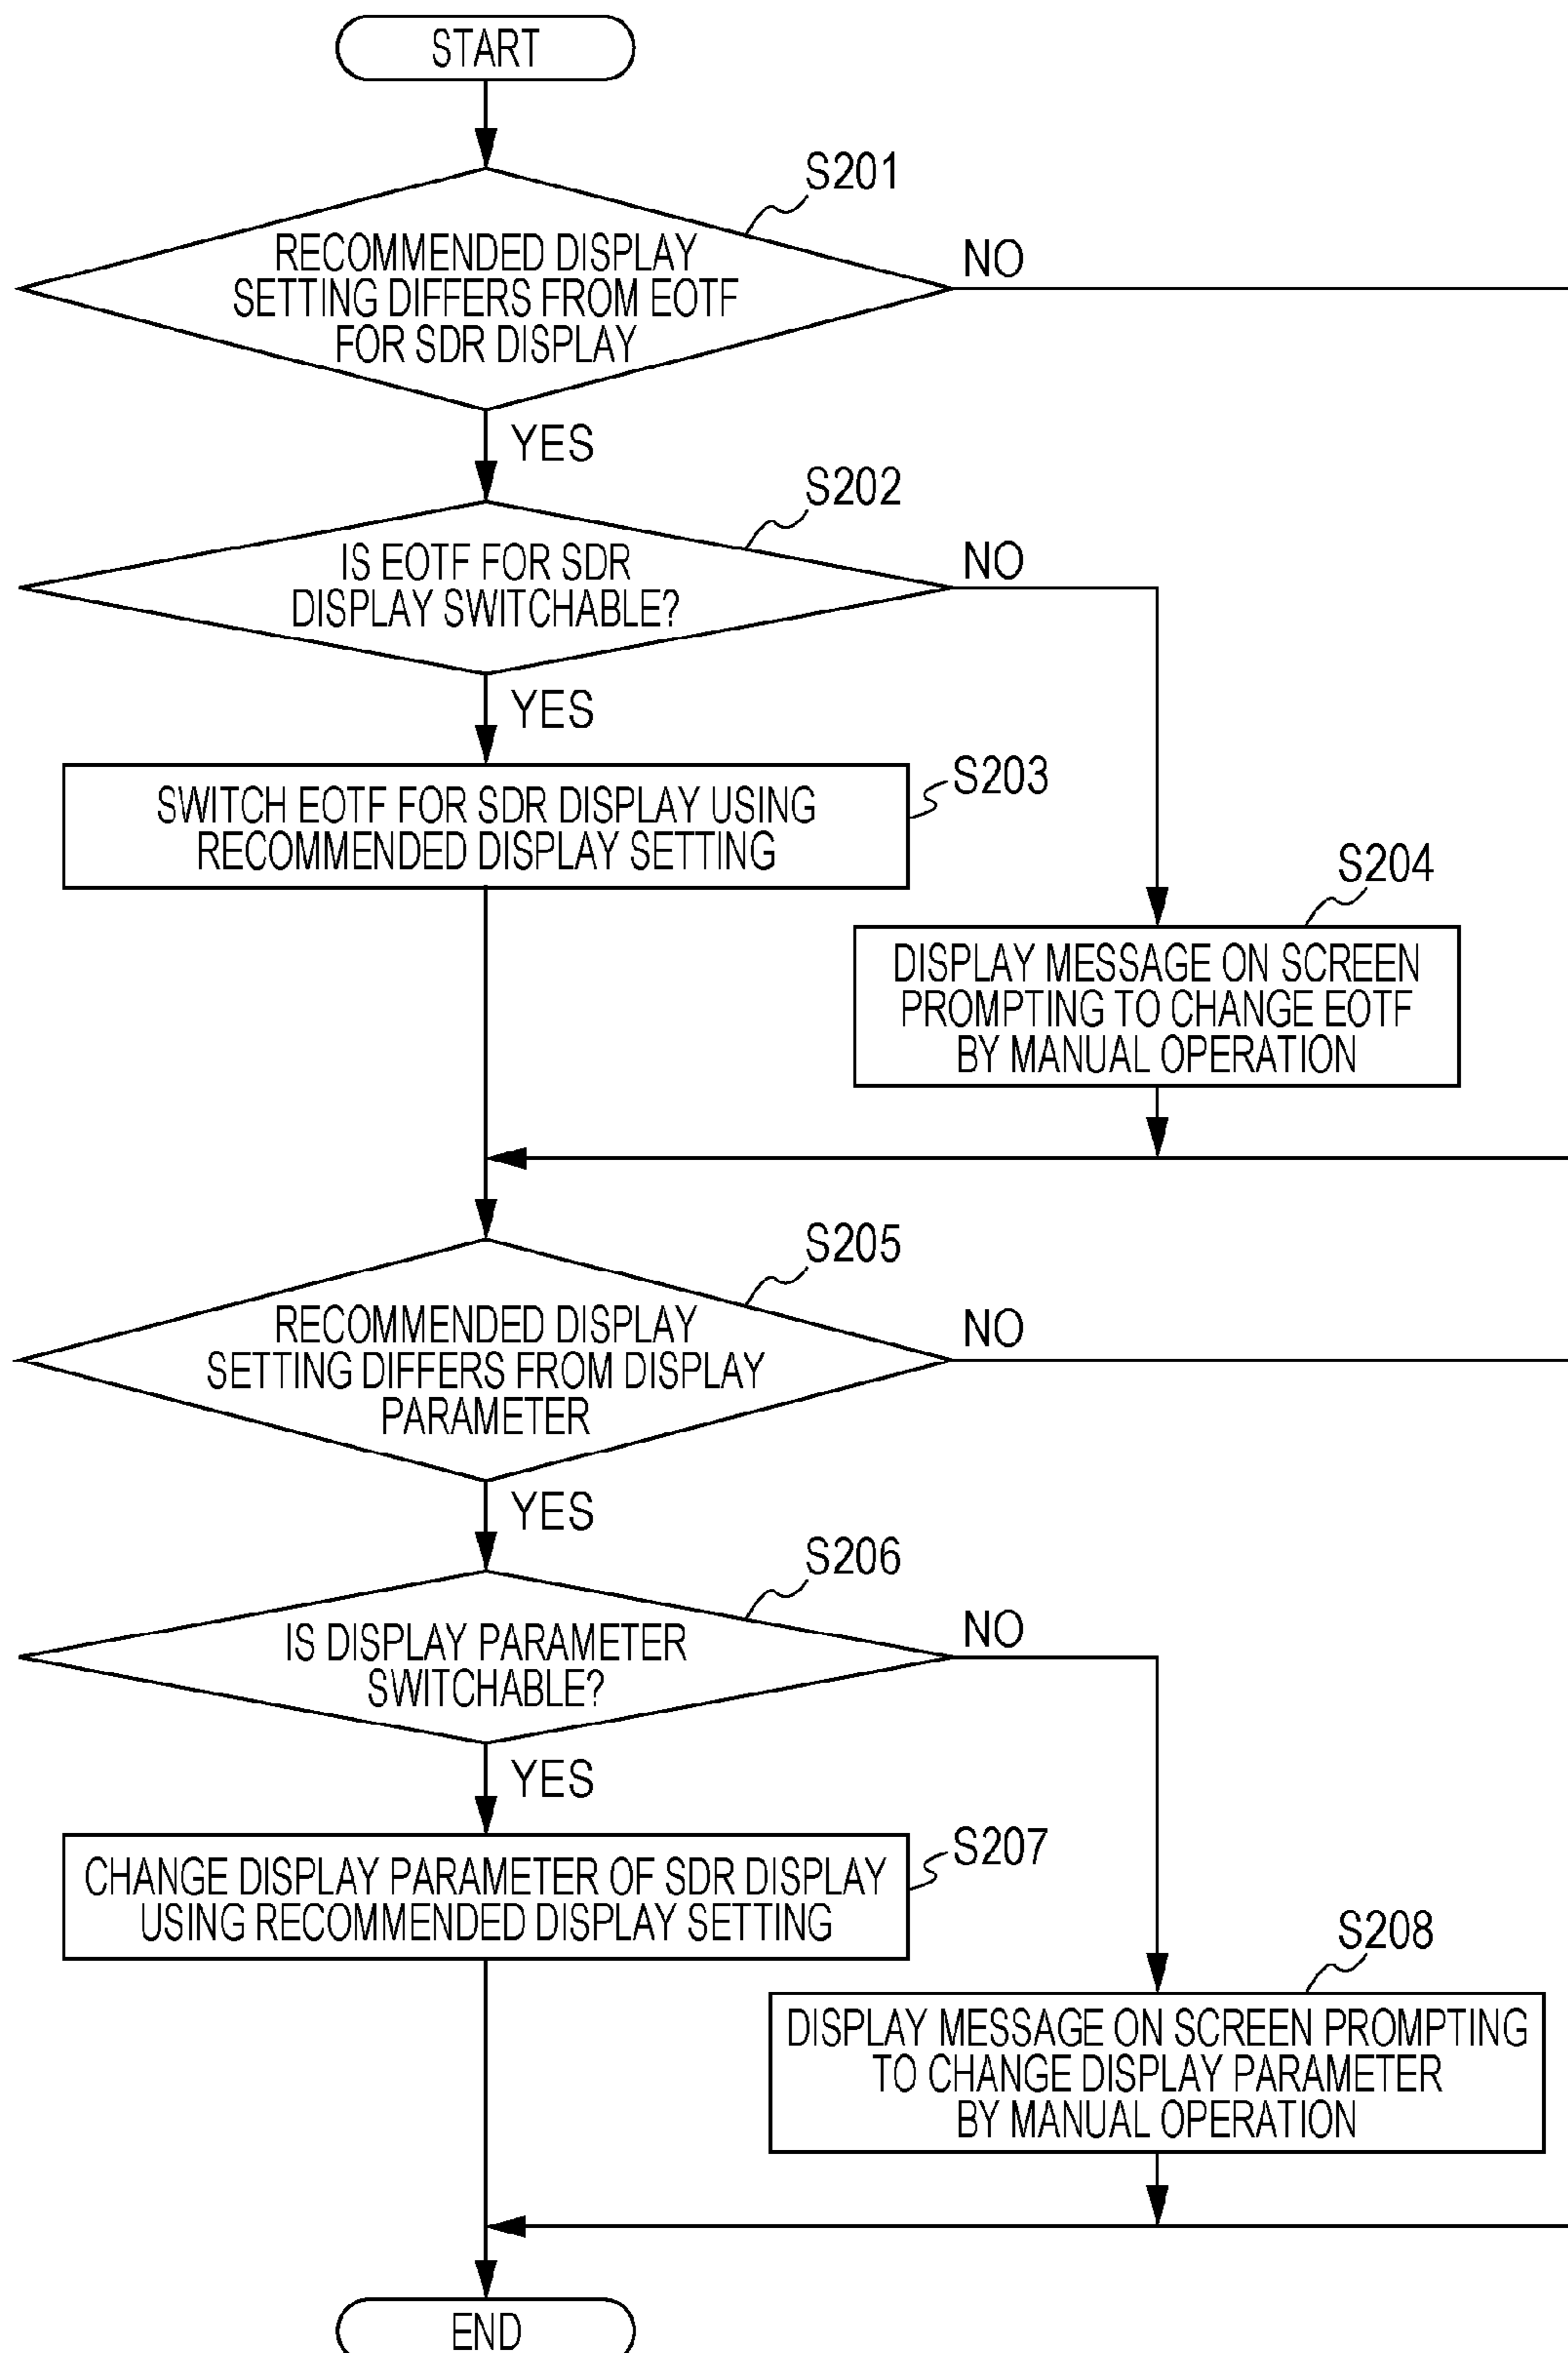 START
S201
RECOMMENDED DISPLAY
SETTING DIFFERS FROM EOTF
FOR SDR DISPLAY
NO
YES
S202
IS EOTF FOR SDR
DISPLAY SWITCHABLE?
NO
YES
S203
SWITCH EOTF FOR SDR DISPLAY USING
RECOMMENDED DISPLAY SETTING
S204
DISPLAY MESSAGE ON SCREEN
PROMPTING TO CHANGE EOTF
BY MANUAL OPERATION
S205
RECOMMENDED DISPLAY
SETTING DIFFERS FROM DISPLAY
PARAMETER
NO
YES
S206
IS DISPLAY PARAMETER
SWITCHABLE?
NO
YES
S207
CHANGE DISPLAY PARAMETER OF SDR DISPLAY
USING RECOMMENDED DISPLAY SETTING
S208
DISPLAY MESSAGE ON SCREEN PROMPTING
TO CHANGE DISPLAY PARAMETER
BY MANUAL OPERATION
END